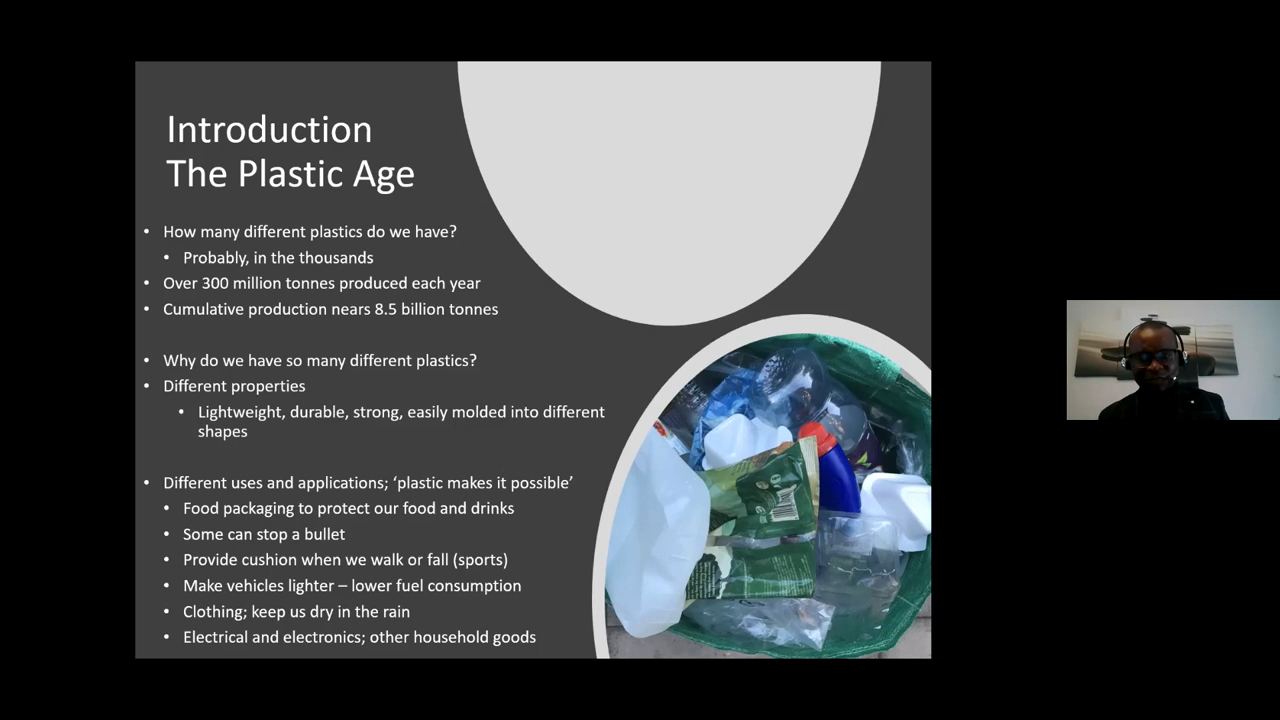 Introduction
The Plastic Age
• How many different plastics do we have?
• Probably, in the thousands
• Over 300 million tonnes produced each year
• Cumulative production nears 8.5 billion tonnes
• Why do we have so many different plastics?
• Different properties
• Lightweight, durable, strong, easily molded into different
shapes
• Different uses and applications; ‘plastic makes it possible’
• Food packaging to protect our food and drinks
• Some can stop a bullet
• Provide cushion when we walk or fall (sports)
• Make vehicles lighter – lower fuel consumption
• Clothing; keep us dry in the rain
• Electrical and electronics; other household goods